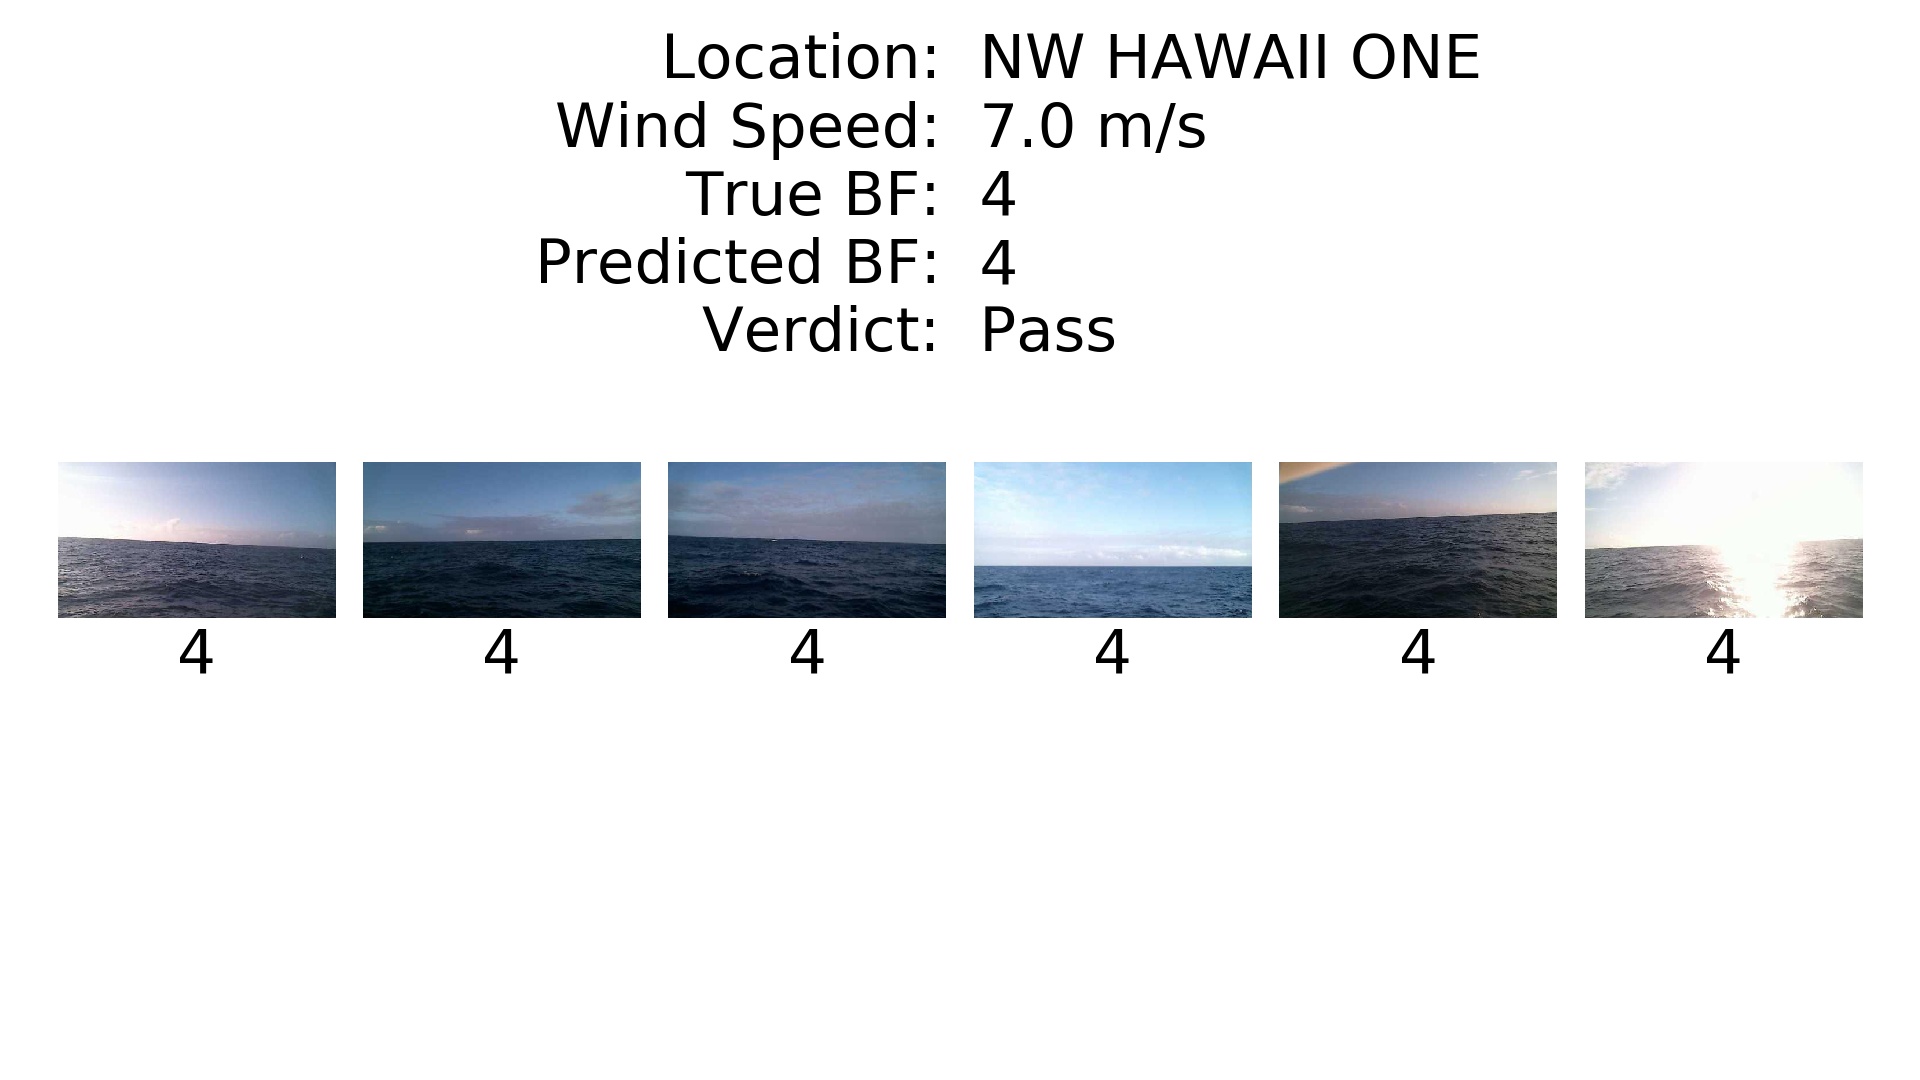 Location: NW HAWAII ONE
Wind Speed: 7.0 m/s
True BF: 4
Predicted BF: 4
Verdict: Pass
4 4 4 4 4 4